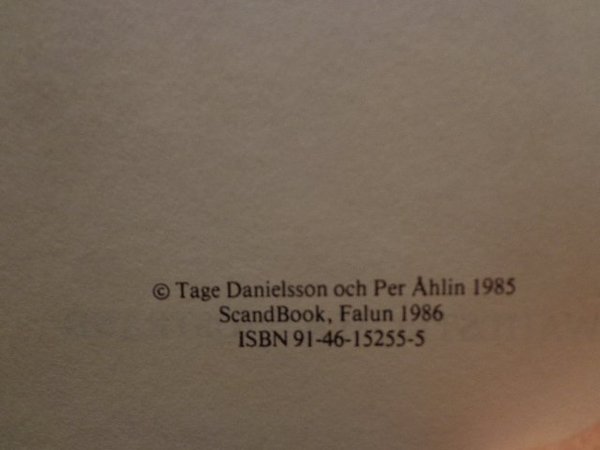 © Tage Danielsson och Per Åhlin 1985
ScandBook, Falun 1986
ISBN 91-46-15255-5